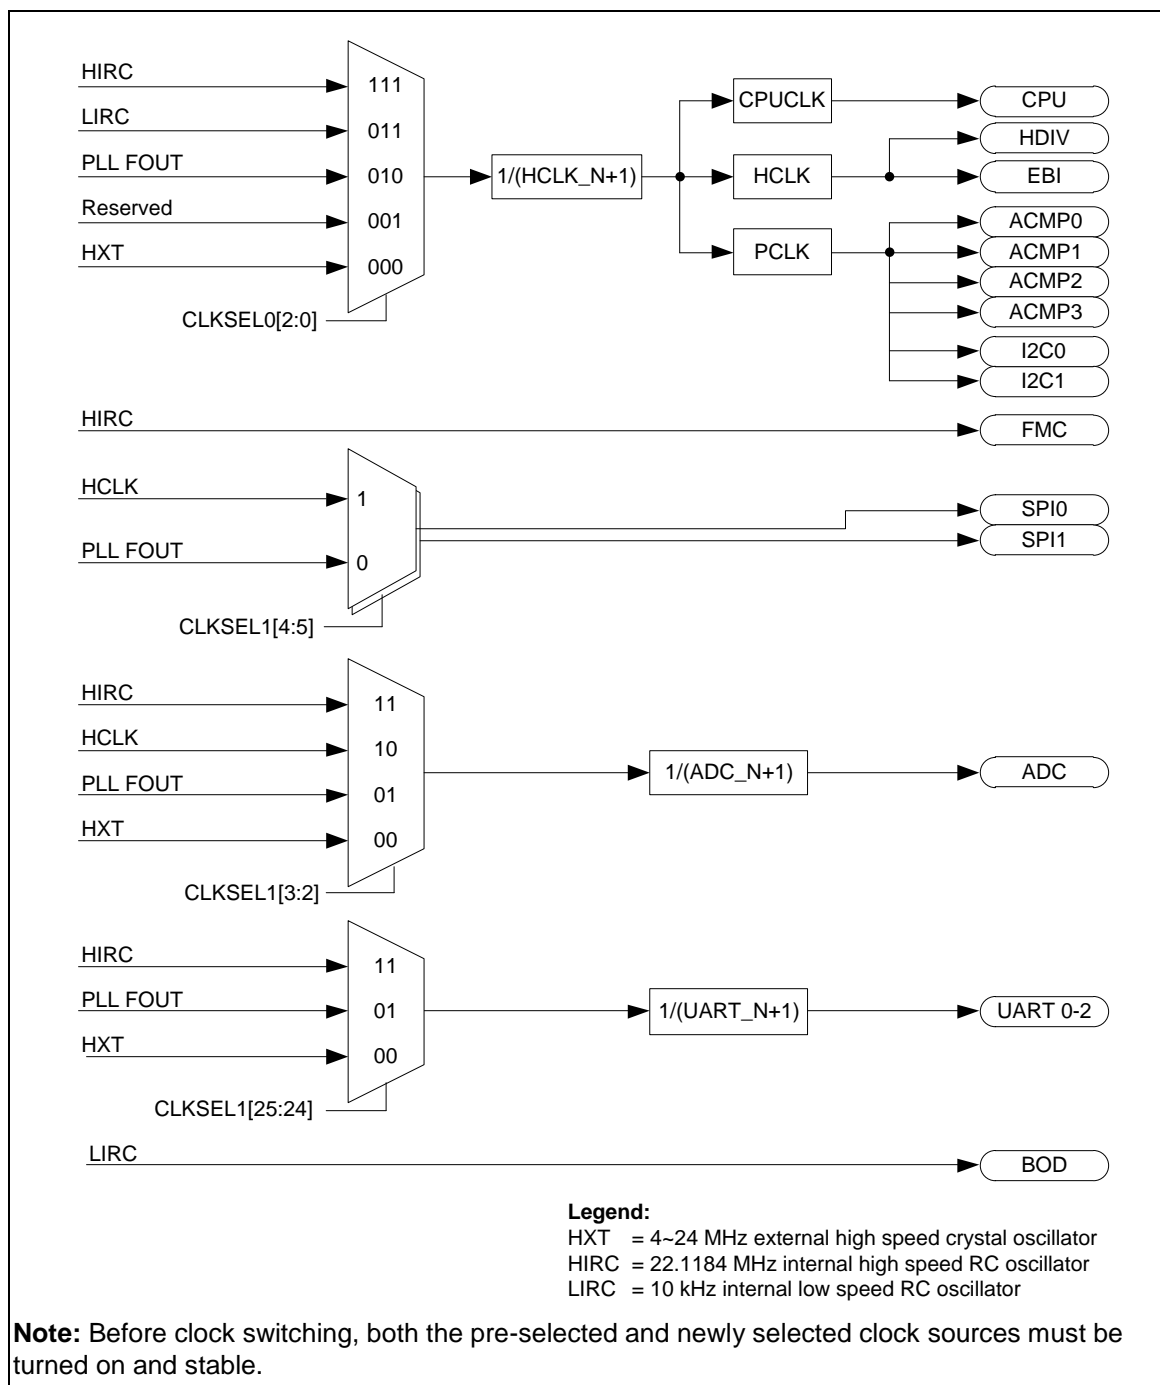 HIRC
LIRC
PLL FOUT
Reserved
HXT
111
011
010
001
000
CLKSEL0[2:0]
1/(HCLK_N+1)
CPUCLK
HCLK
PCLK
CPU
HDIV
EBI
ACMP0
ACMP1
ACMP2
ACMP3
I2C0
I2C1
HIRC
FMC
HCLK
PLL FOUT
1
0
CLKSEL1[4:5]
SPI0
SPI1
HIRC
HCLK
PLL FOUT
HXT
11
10
01
00
CLKSEL1[3:2]
1/(ADC_N+1)
ADC
HIRC
PLL FOUT
HXT
11
01
00
CLKSEL1[25:24]
1/(UART_N+1)
UART 0-2
LIRC
BOD
Legend:
HXT = 4~24 MHz external high speed crystal oscillator
HIRC = 22.1184 MHz internal high speed RC oscillator
LIRC = 10 kHz internal low speed RC oscillator
Note: Before clock switching, both the pre-selected and newly selected clock sources must be
turned on and stable.